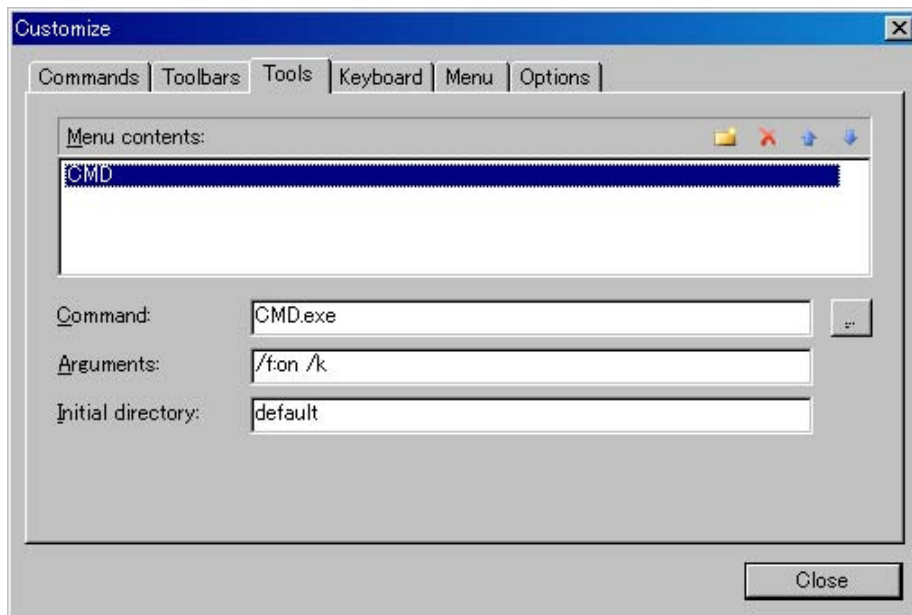 Customize
Commands Toolbars Tools Keyboard Menu Options
Menu contents:
CMD
Command: CMD.exe ...
Arguments: /f:on /k
Initial directory: default
Close